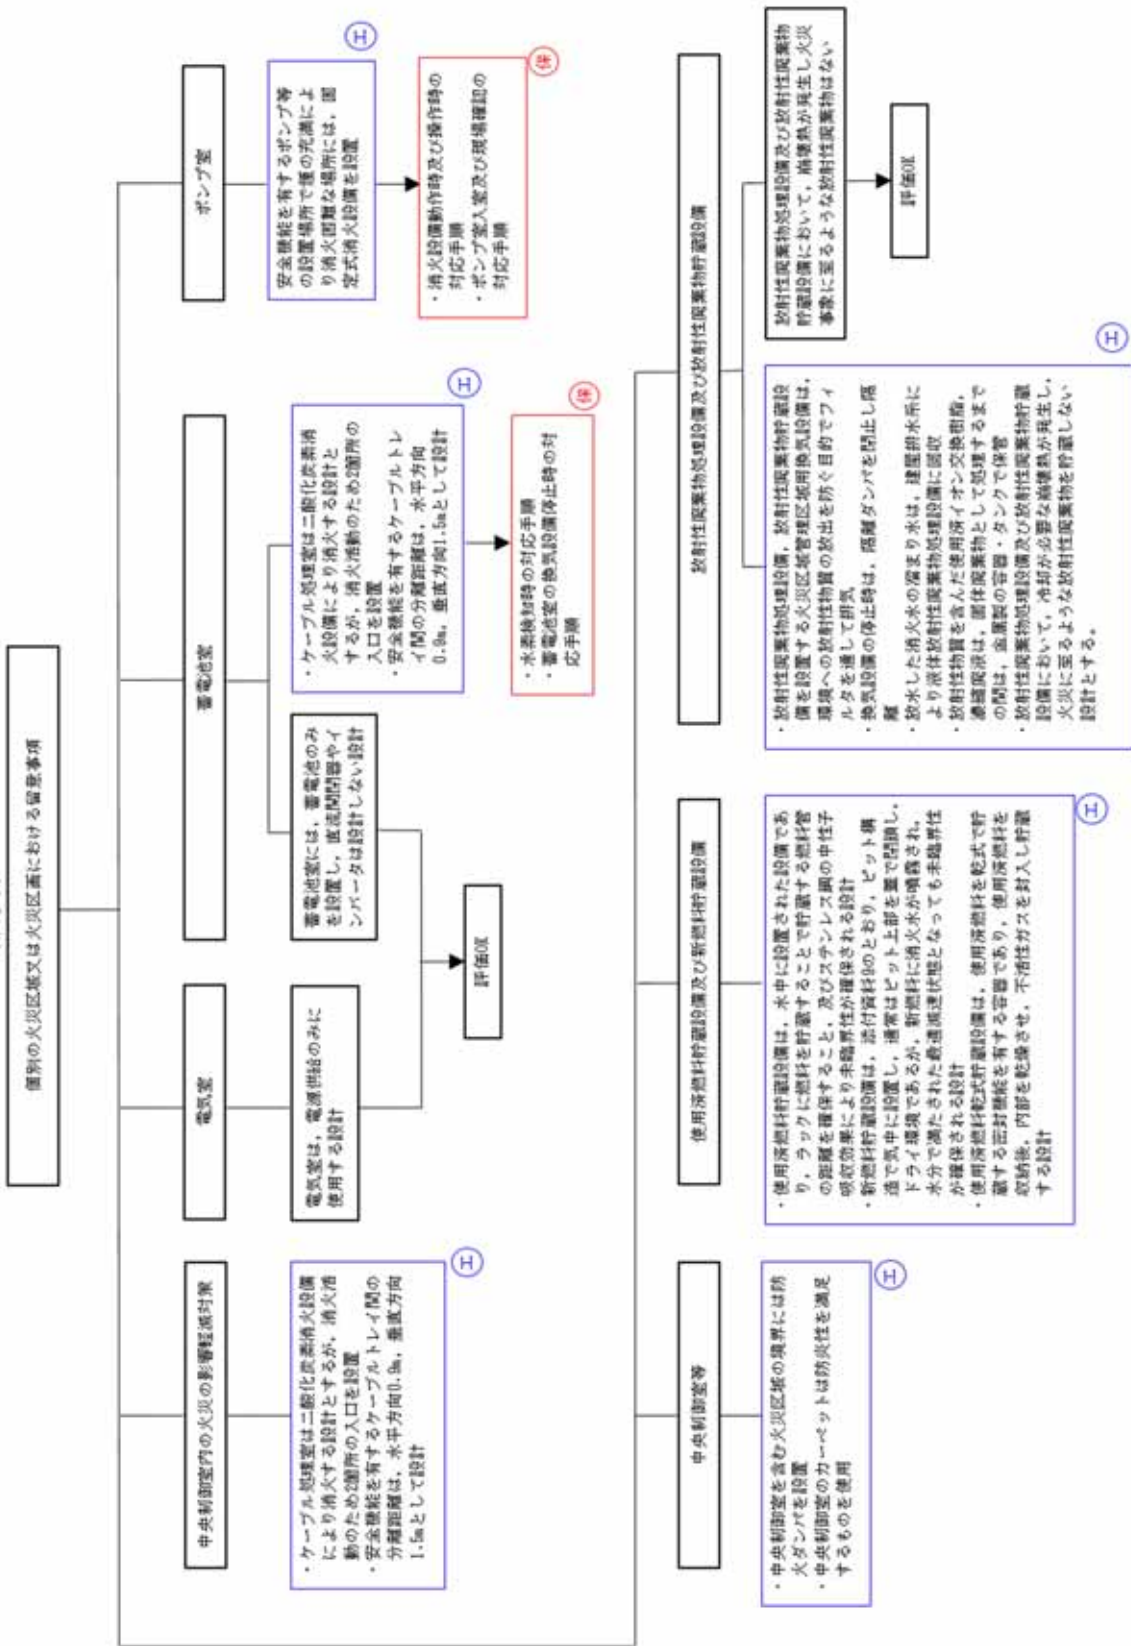 個別の火災区域又は火災区画における留意事項
中央制御室内の火災の影響軽減対策
・ケーブル処理室は二酸化炭素消火設備
により消火する設計とするが，消火活
動のため2箇所の入口を設置
・安全機能を有するケーブルトレイ間の
分離距離は，水平方向0.9m，垂直方向
1.5mとして設計
エ
電気室
電気室は，電源供給のみに
使用する設計
蓄電池室
蓄電池室には，蓄電池のみ
を設置し，直流開閉器やイ
ンバータは設計しない設計
評価OK
・ケーブル処理室は二酸化炭素消
火設備により消火する設計と
するが，消火活動のため2箇所の
入口を設置
・安全機能を有するケーブルトレ
イ間の分離距離は，水平方向
0.9m，垂直方向1.5mとして設計
エ
・水素検知時の対応手順
・蓄電池室の換気設備停止時の対
応手順
保
ポンプ室
安全機能を有するポンプ等
の設置場所で煙の充満によ
り消火困難な場所には，固
定式消火設備を設置
エ
・消火設備動作時及び操作時の
対応手順
・ポンプ室入室及び現場確認の
対応手順
保
中央制御室等
・中央制御室を含む火災区域の境界には防
火ダンパを設置
・中央制御室のカーペットは防炎性を満足
するものを使用
エ
使用済燃料貯蔵設備及び新燃料貯蔵設備
・使用済燃料貯蔵設備は，水中に設置された設備であ
り，ラックに燃料を貯蔵することで貯蔵する燃料間
の距離を確保すること，及びステンレス鋼の中性子
吸収効果により未臨界性が確保される設計
・新燃料貯蔵設備は，添付資料9のとおり，ピット構
造で気中に設置し，通常はピット上部を蓋で閉鎖し，
ドライ環境であるが，新燃料に消火水が噴霧され，
水分で満たされた最適減速状態となっても未臨界性
が確保される設計
・使用済燃料乾式貯蔵設備は，使用済燃料を乾式で貯
蔵する密封機能を有する容器であり，使用済燃料を
収納後，内部を乾燥させ，不活性ガスを封入し貯蔵
する設計
エ
放射性廃棄物処理設備及び放射性廃棄物貯蔵設備
・放射性廃棄物処理設備，放射性廃棄物貯蔵設
備を設置する火災区域管理区域用換気設備は，
環境への放射性物質の放出を防ぐ目的でフィ
ルタを通して排気
・換気設備の停止時は，隔離ダンパを閉止し隔
離
・放水した消火水の溜まり水は，建屋排水系に
より液体放射性廃棄物処理設備に回収
・放射性物質を含んだ使用済イオン交換樹脂，
濃縮廃液は，固体廃棄物として処理するまで
の間は，金属製の容器・タンクで保管
・放射性廃棄物処理設備及び放射性廃棄物貯蔵
設備において，冷却が必要な崩壊熱が発生し，
火災に至るような放射性廃棄物を貯蔵しない
設計とする。
エ
放射性廃棄物処理設備及び放射性廃棄物
貯蔵設備において，崩壊熱が発生し火災
事象に至るような放射性廃棄物はない
評価OK